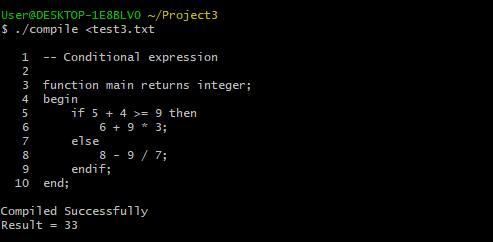 User@DESKTOP-1E8BLVO ~/Project3
$ ./compile <test3.txt
1 -- Conditional expression
2
3 function main returns integer;
4 begin
5 if 5 + 4 >= 9 then
6 6 + 9 * 3;
7 else
8 8 - 9 / 7;
9 endif;
10 end;
Compiled Successfully
Result = 33